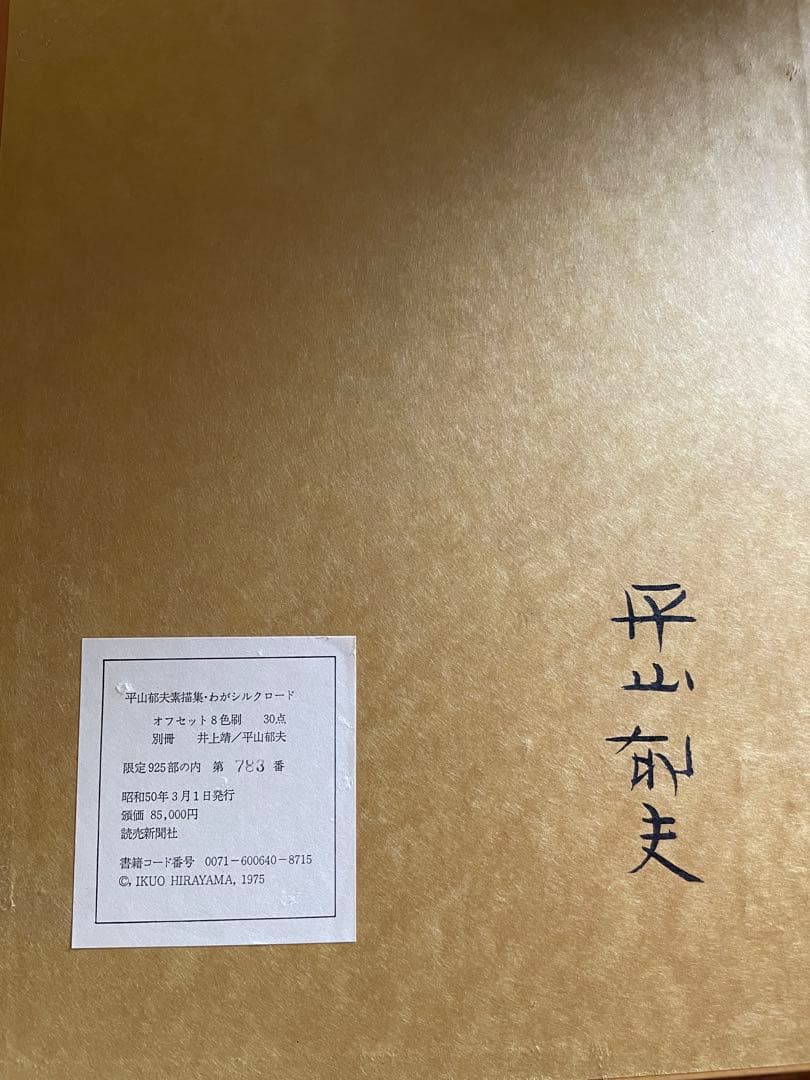 平山郁夫素描集・わがシルクロード
オフセット8色刷 30点
別冊 井上靖／平山郁夫
限定925部の内 第 783 番
昭和50年3月1日発行
頒価 85,000円
読売新聞社
書籍コード番号 0071-600640-8715
©, IKUO HIRAYAMA, 1975
平山郁夫